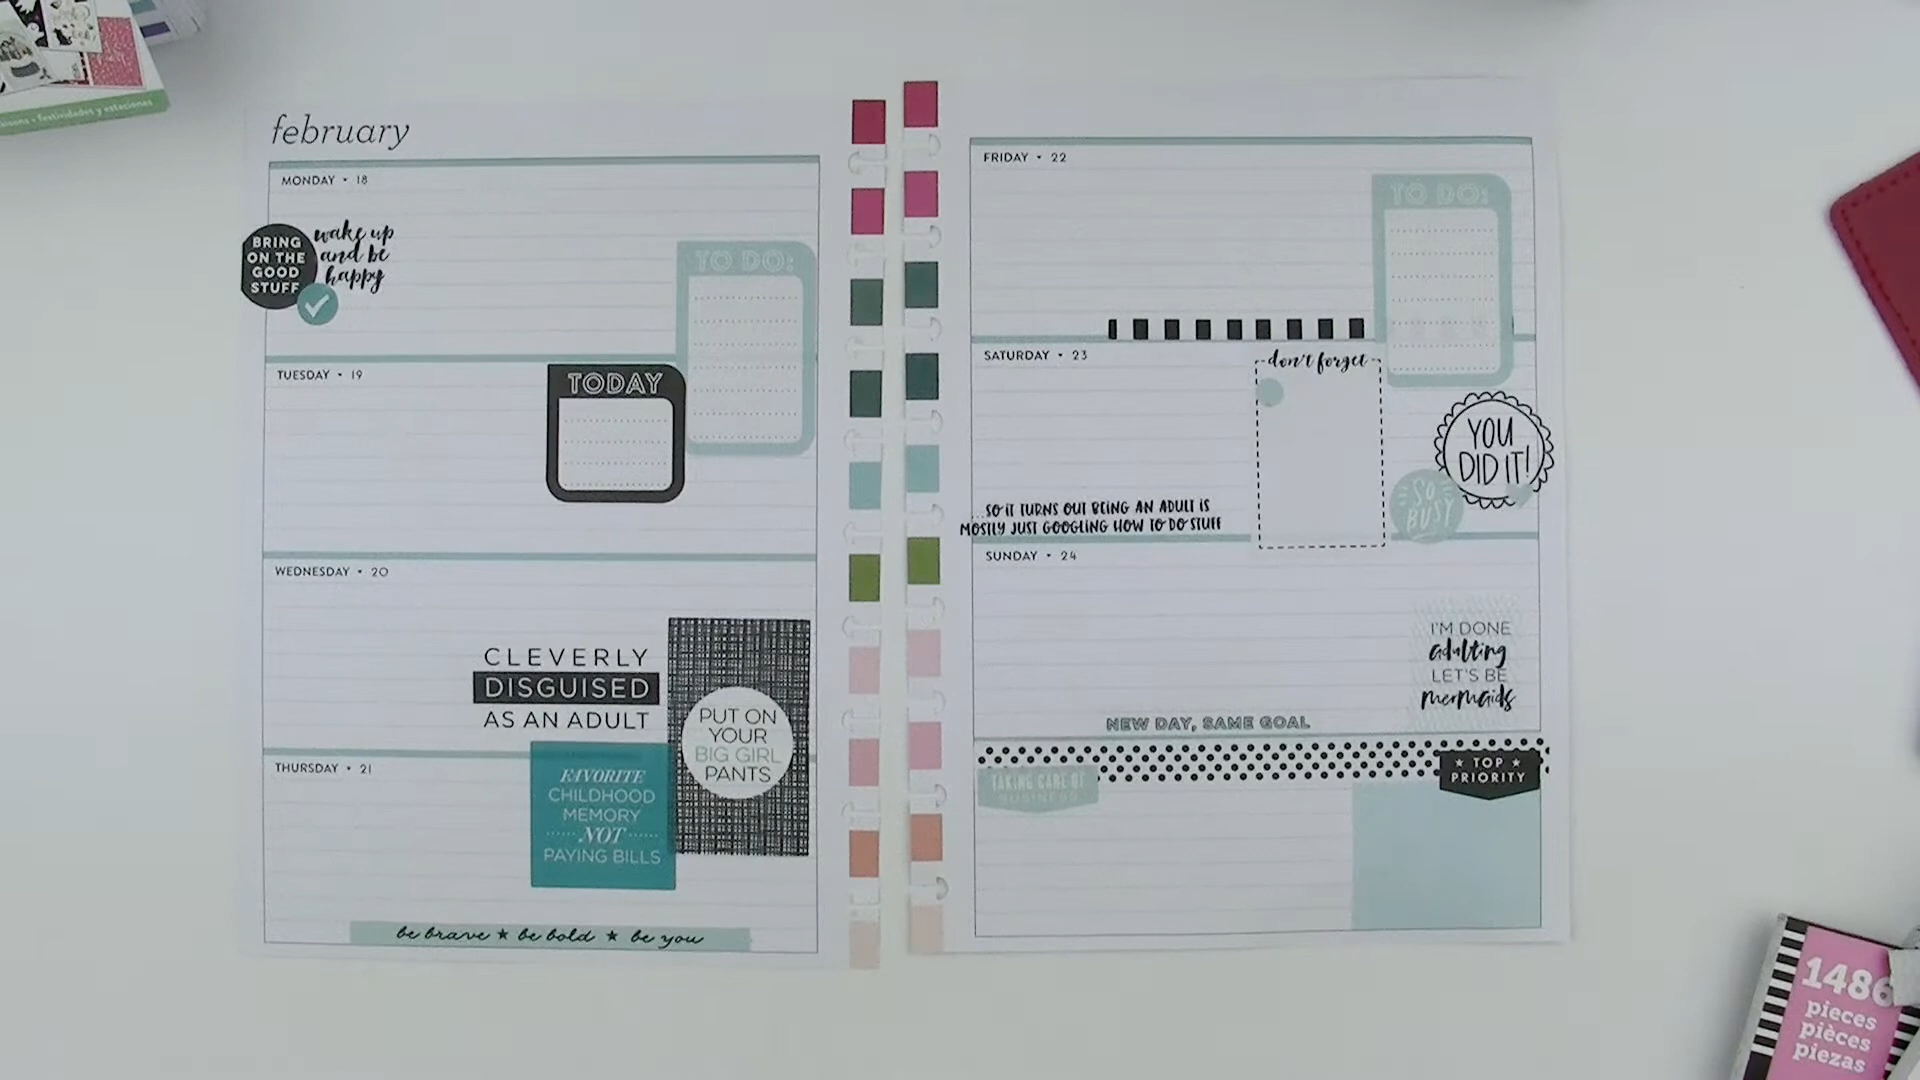 isons • festividades y estaciones
february
MONDAY • 18
BRING
ON THE
GOOD
STUFF
wake up
and be
happy
TO DO:
TUESDAY • 19
TODAY
WEDNESDAY • 20
CLEVERLY
DISGUISED
AS AN ADULT
PUT ON
YOUR
BIG GIRL
PANTS
THURSDAY • 21
FAVORITE
CHILDHOOD
MEMORY
NOT
PAYING BILLS
be brave ★ be bold ★ be you
FRIDAY • 22
TO DO:
SATURDAY • 23
don't forget
YOU
DID IT!
SO
BUSY
...SO IT TURNS OUT BEING AN ADULT IS
MOSTLY JUST GOOGLING HOW TO DO STUFF
SUNDAY • 24
I'M DONE
adulting
LET'S BE
mermaids
NEW DAY, SAME GOAL
★ TOP ★
PRIORITY
TAKING CARE OF
BUSINESS
1486
pieces
pièces
piezas